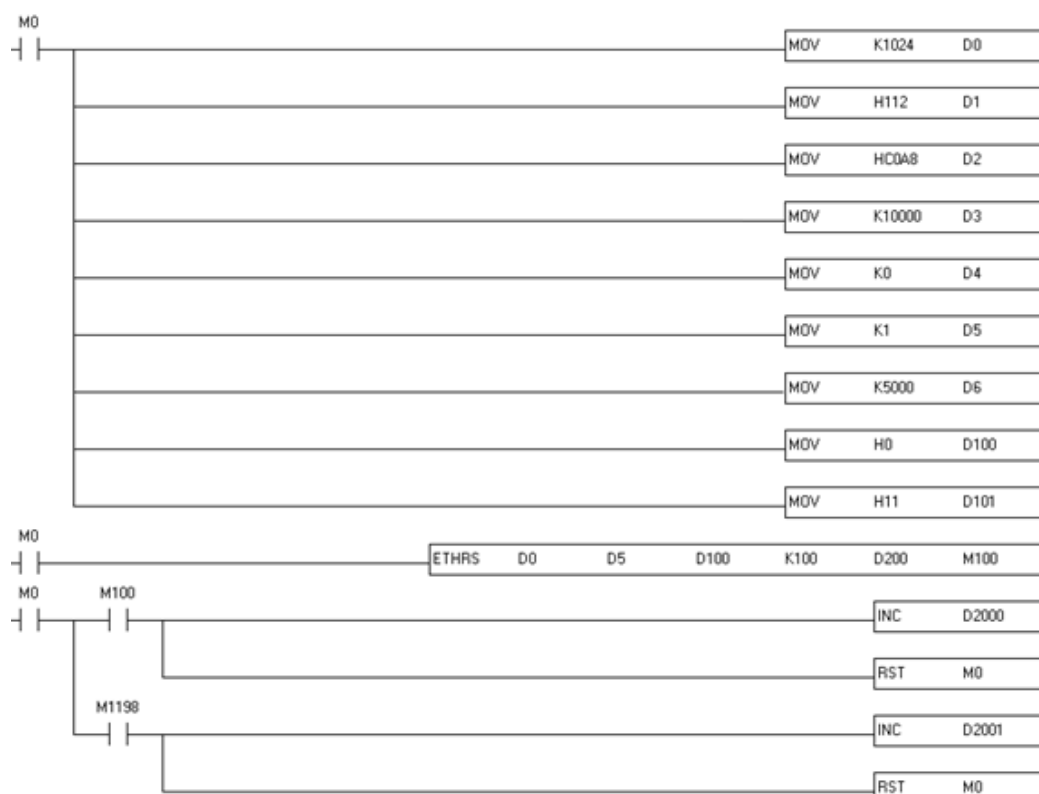 M0
MOV K1024 D0
MOV H112 D1
MOV HC0A8 D2
MOV K10000 D3
MOV K0 D4
MOV K1 D5
MOV K5000 D6
MOV H0 D100
MOV H11 D101
M0
ETHRS D0 D5 D100 K100 D200 M100
M0 M100
INC D2000
RST M0
M1198
INC D2001
RST M0